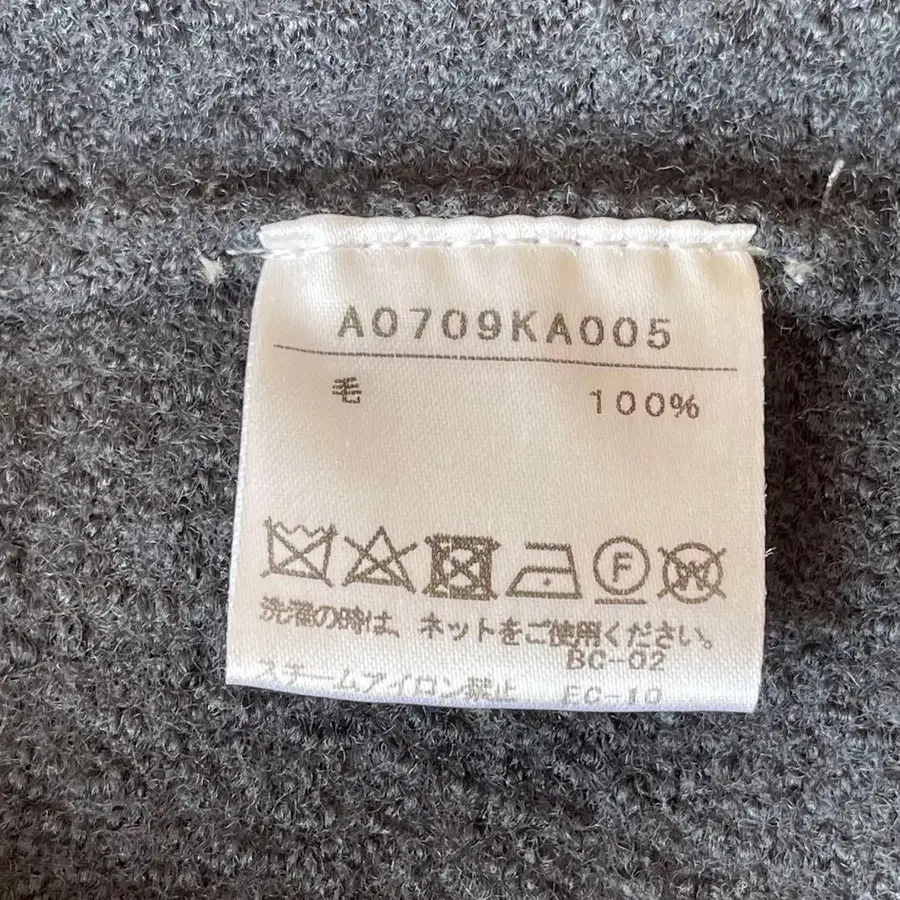 A0709KA005
毛 100%
F W
洗濯の時は、ネットをご使用ください。
BC-02
スチームアイロン禁止 EC-10